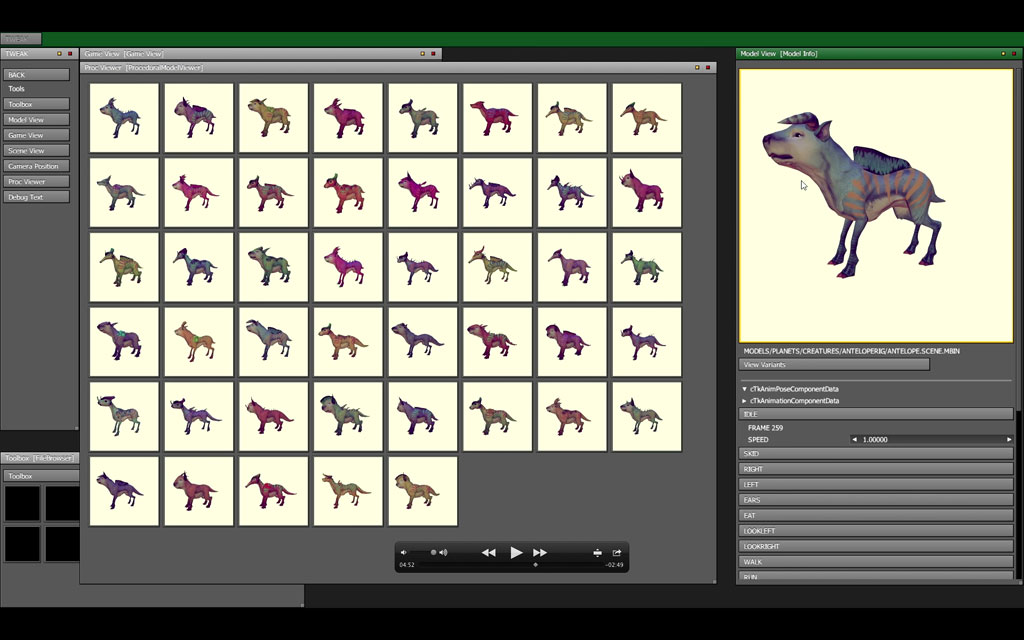 TWEAK
TWEAK
BACK
Tools
Toolbox
Model View
Game View
Scene View
Camera Position
Proc Viewer
Debug Text
Game View [Game View]
Proc Viewer [ProceduralModelViewer]
Toolbox [FileBrowser]
Toolbox
04:52
-02:49
Model View [Model Info]
MODELS/PLANETS/CREATURES/ANTELOPERIG/ANTELOPE.SCENE.MBIN
View Variants
cTkAnimPoseComponentData
cTkAnimationComponentData
IDLE
FRAME 259
SPEED 1.00000
SKID
RIGHT
LEFT
EARS
EAT
LOOKLEFT
LOOKRIGHT
WALK
RUN